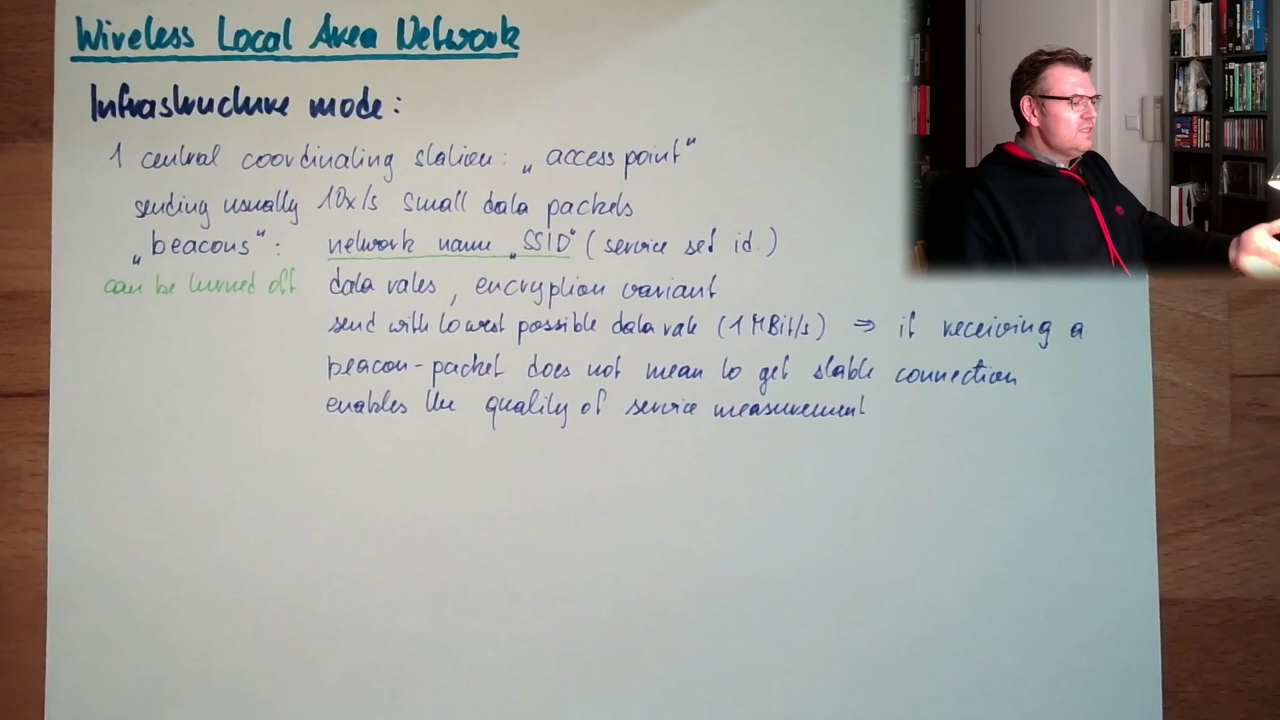 Wireless Local Area Network
Infrastructure mode:
1 central coordinating station: „access point“
sending usually 10x/s small data packets
„beacons“: network name „SSID“ (service set id.)
can be turned off data rates, encryption variant
send with lowest possible data rate (1 MBit/s) ⇒ if receiving a
beacon-packet does not mean to get stable connection
enables the quality of service measurement